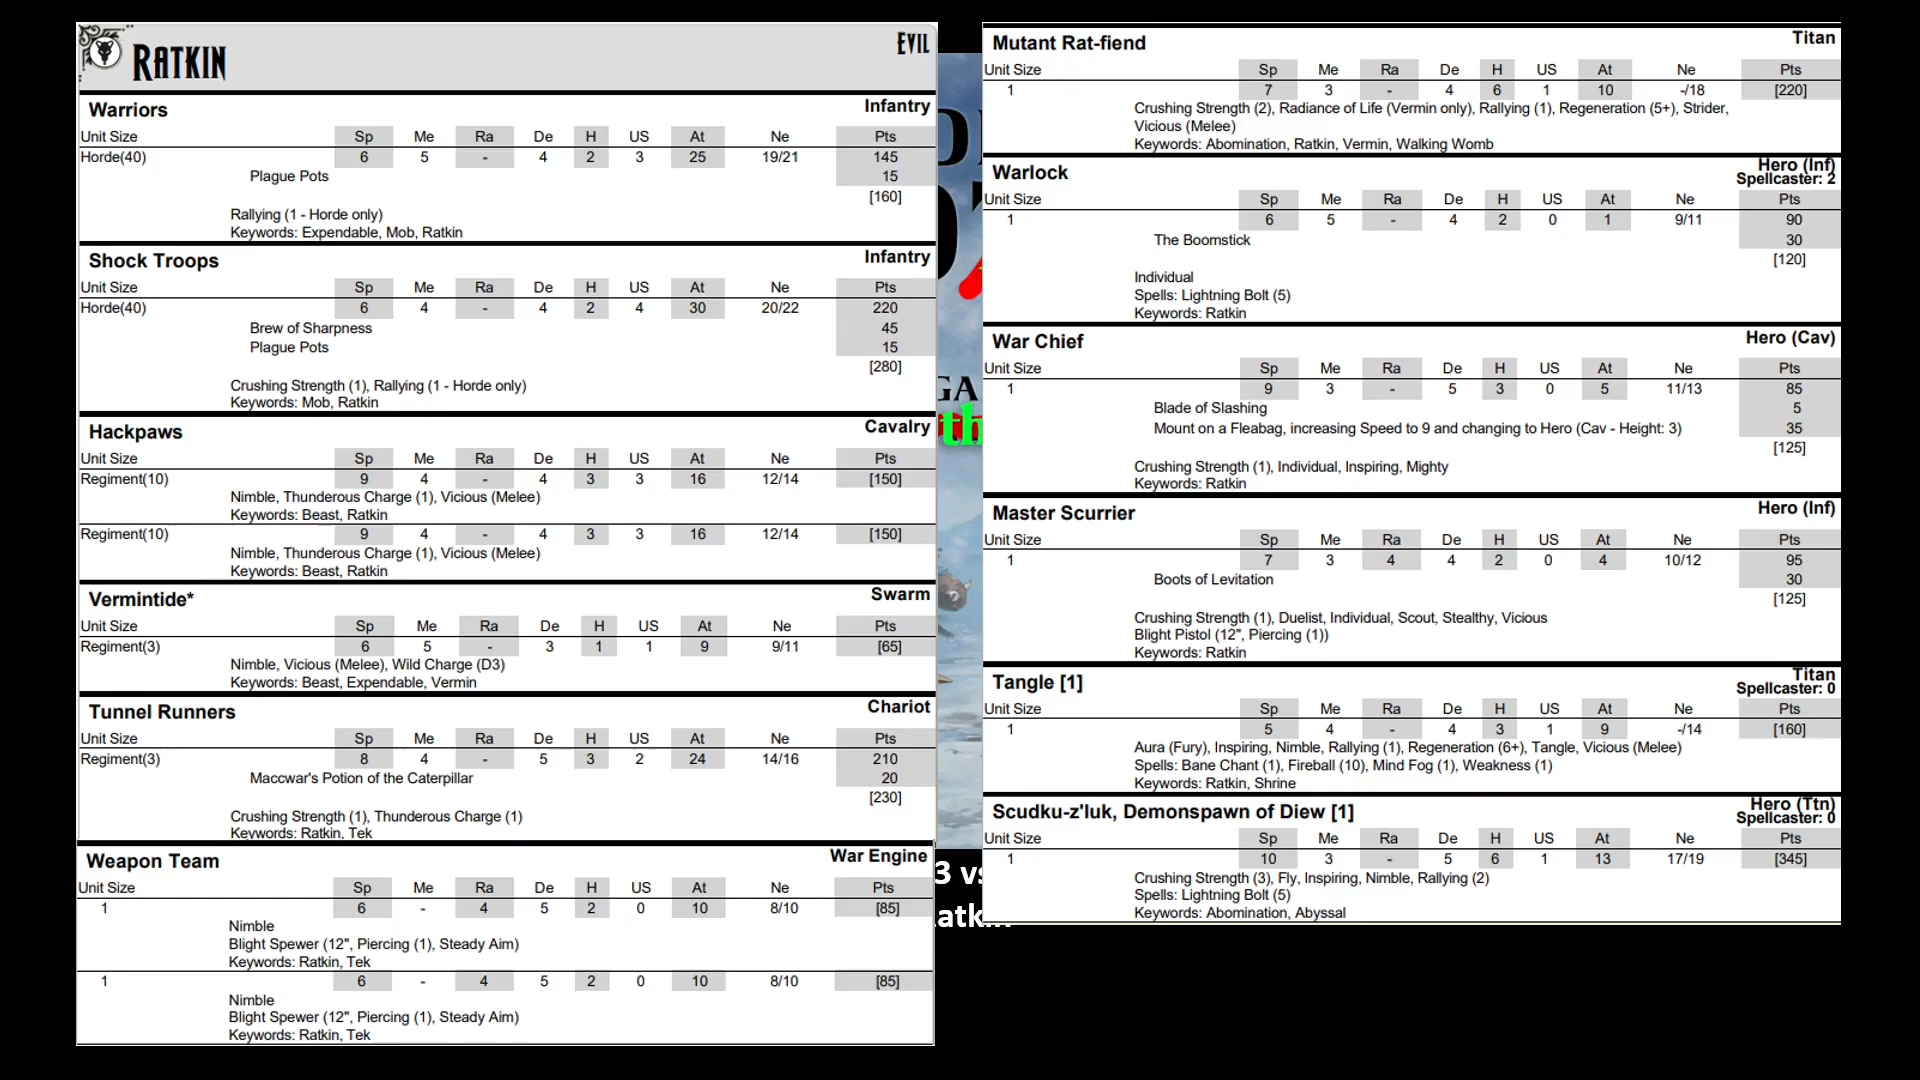 RATKIN
EVIL
Warriors Infantry
Unit Size Sp Me Ra De H US At Ne Pts
Horde(40) 6 5 - 4 2 3 25 19/21 145
Plague Pots 15
[160]
Rallying (1 - Horde only)
Keywords: Expendable, Mob, Ratkin
Shock Troops Infantry
Unit Size Sp Me Ra De H US At Ne Pts
Horde(40) 6 4 - 4 2 4 30 20/22 220
Brew of Sharpness 45
Plague Pots 15
[280]
Crushing Strength (1), Rallying (1 - Horde only)
Keywords: Mob, Ratkin
Hackpaws Cavalry
Unit Size Sp Me Ra De H US At Ne Pts
Regiment(10) 9 4 - 4 3 3 16 12/14 [150]
Nimble, Thunderous Charge (1), Vicious (Melee)
Keywords: Beast, Ratkin
Regiment(10) 9 4 - 4 3 3 16 12/14 [150]
Nimble, Thunderous Charge (1), Vicious (Melee)
Keywords: Beast, Ratkin
Vermintide* Swarm
Unit Size Sp Me Ra De H US At Ne Pts
Regiment(3) 6 5 - 3 1 1 9 9/11 [65]
Nimble, Vicious (Melee), Wild Charge (D3)
Keywords: Beast, Expendable, Vermin
Tunnel Runners Chariot
Unit Size Sp Me Ra De H US At Ne Pts
Regiment(3) 8 4 - 5 3 2 24 14/16 210
Maccwar's Potion of the Caterpillar 20
[230]
Crushing Strength (1), Thunderous Charge (1)
Keywords: Ratkin, Tek
Weapon Team War Engine
Unit Size Sp Me Ra De H US At Ne Pts
1 6 - 4 5 2 0 10 8/10 [85]
Nimble
Blight Spewer (12", Piercing (1), Steady Aim)
Keywords: Ratkin, Tek
1 6 - 4 5 2 0 10 8/10 [85]
Nimble
Blight Spewer (12", Piercing (1), Steady Aim)
Keywords: Ratkin, Tek
GA
th
3 vs
Mutant Rat-fiend Titan
Unit Size Sp Me Ra De H US At Ne Pts
1 7 3 - 4 6 1 10 -/18 [220]
Crushing Strength (2), Radiance of Life (Vermin only), Rallying (1), Regeneration (5+), Strider,
Vicious (Melee)
Keywords: Abomination, Ratkin, Vermin, Walking Womb
Warlock Hero (Inf)
Spellcaster: 2
Unit Size Sp Me Ra De H US At Ne Pts
1 6 5 - 4 2 0 1 9/11 90
The Boomstick 30
[120]
Individual
Spells: Lightning Bolt (5)
Keywords: Ratkin
War Chief Hero (Cav)
Unit Size Sp Me Ra De H US At Ne Pts
1 9 3 - 5 3 0 5 11/13 85
Blade of Slashing 5
Mount on a Fleabag, increasing Speed to 9 and changing to Hero (Cav - Height: 3) 35
[125]
Crushing Strength (1), Individual, Inspiring, Mighty
Keywords: Ratkin
Master Scurrier Hero (Inf)
Unit Size Sp Me Ra De H US At Ne Pts
1 7 3 4 4 2 0 4 10/12 95
Boots of Levitation 30
[125]
Crushing Strength (1), Duelist, Individual, Scout, Stealthy, Vicious
Blight Pistol (12", Piercing (1))
Keywords: Ratkin
Tangle [1] Titan
Spellcaster: 0
Unit Size Sp Me Ra De H US At Ne Pts
1 5 4 - 4 3 1 9 -/14 [160]
Aura (Fury), Inspiring, Nimble, Rallying (1), Regeneration (6+), Tangle, Vicious (Melee)
Spells: Bane Chant (1), Fireball (10), Mind Fog (1), Weakness (1)
Keywords: Ratkin, Shrine
Scudku-z'luk, Demonspawn of Diew [1] Hero (Ttn)
Spellcaster: 0
Unit Size Sp Me Ra De H US At Ne Pts
1 10 3 - 5 6 1 13 17/19 [345]
Crushing Strength (3), Fly, Inspiring, Nimble, Rallying (2)
Spells: Lightning Bolt (5)
Keywords: Abomination, Abyssal